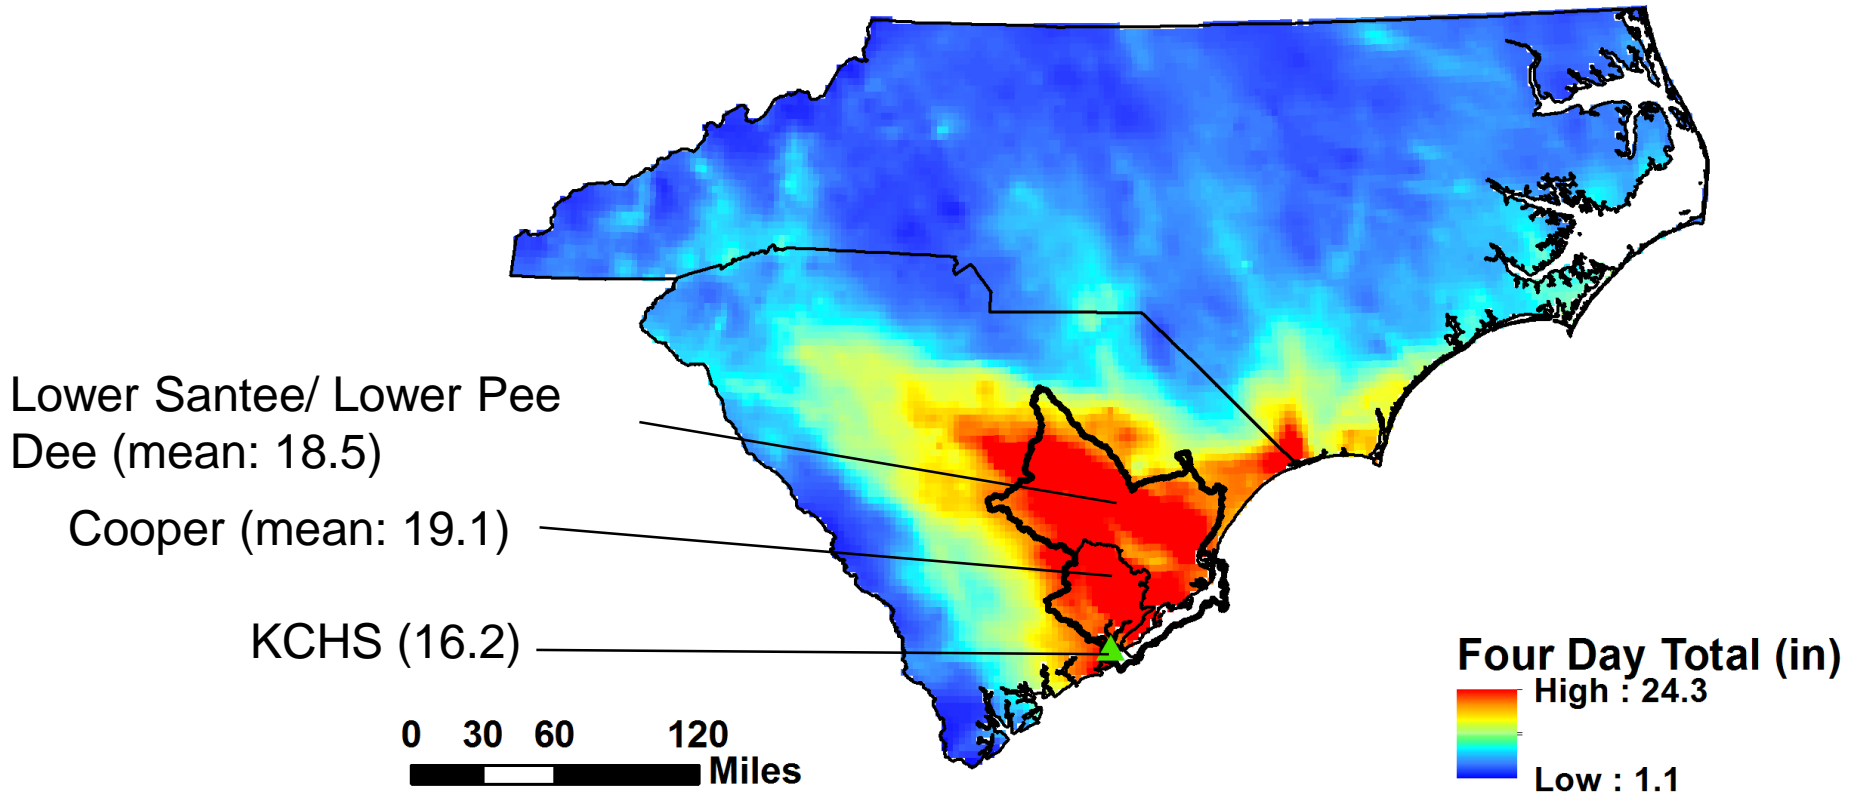 Lower Santee/ Lower Pee
Dee (mean: 18.5)
Cooper (mean: 19.1)
KCHS (16.2)
0 30 60 120
Miles
Four Day Total (in)
High : 24.3
Low : 1.1